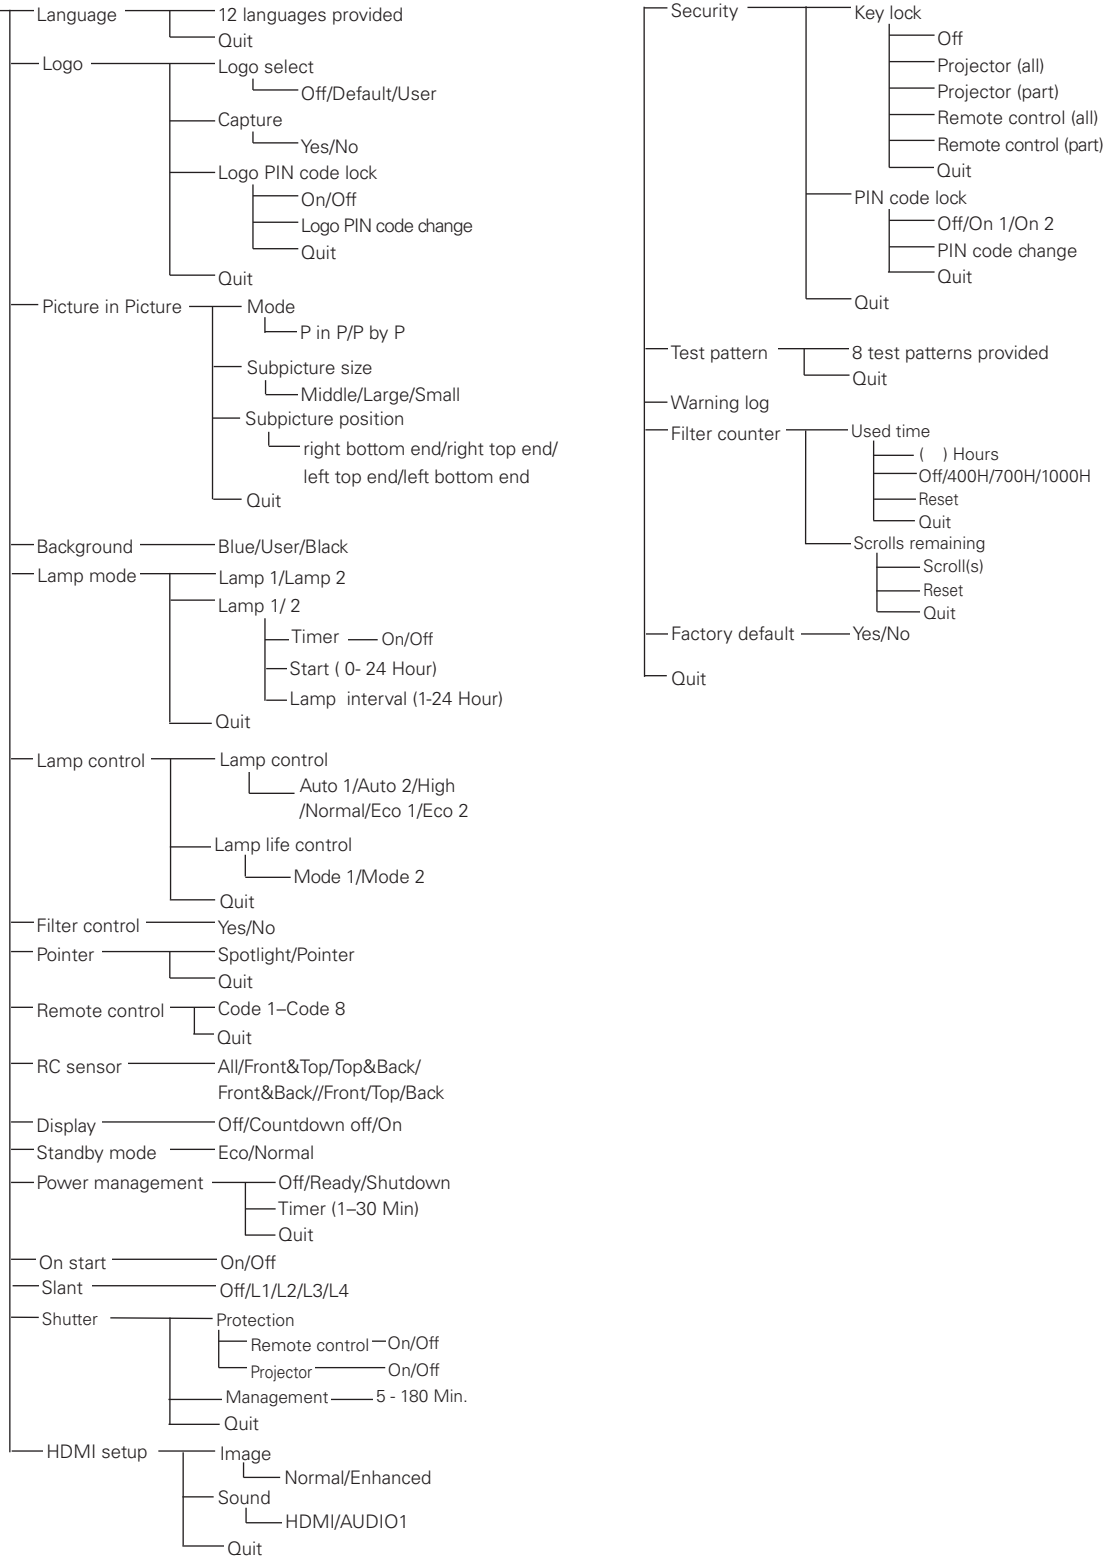 Language
12 languages provided
Quit
Logo
Logo select
Off/Default/User
Capture
Yes/No
Logo PIN code lock
On/Off
Logo PIN code change
Quit
Quit
Picture in Picture
Mode
P in P/P by P
Subpicture size
Middle/Large/Small
Subpicture position
right bottom end/right top end/
left top end/left bottom end
Quit
Background
Blue/User/Black
Lamp mode
Lamp 1/Lamp 2
Lamp 1/ 2
Timer
On/Off
Start ( 0- 24 Hour)
Lamp interval (1-24 Hour)
Quit
Lamp control
Lamp control
Auto 1/Auto 2/High
/Normal/Eco 1/Eco 2
Lamp life control
Mode 1/Mode 2
Quit
Filter control
Yes/No
Pointer
Spotlight/Pointer
Quit
Remote control
Code 1–Code 8
Quit
RC sensor
All/Front&Top/Top&Back/
Front&Back//Front/Top/Back
Display
Off/Countdown off/On
Standby mode
Eco/Normal
Power management
Off/Ready/Shutdown
Timer (1–30 Min)
Quit
On start
On/Off
Slant
Off/L1/L2/L3/L4
Shutter
Protection
Remote control
On/Off
Projector
On/Off
Management
5 - 180 Min.
Quit
HDMI setup
Image
Normal/Enhanced
Sound
HDMI/AUDIO1
Quit
Security
Key lock
Off
Projector (all)
Projector (part)
Remote control (all)
Remote control (part)
Quit
PIN code lock
Off/On 1/On 2
PIN code change
Quit
Quit
Test pattern
8 test patterns provided
Quit
Warning log
Filter counter
Used time
( ) Hours
Off/400H/700H/1000H
Reset
Quit
Scrolls remaining
Scroll(s)
Reset
Quit
Factory default
Yes/No
Quit